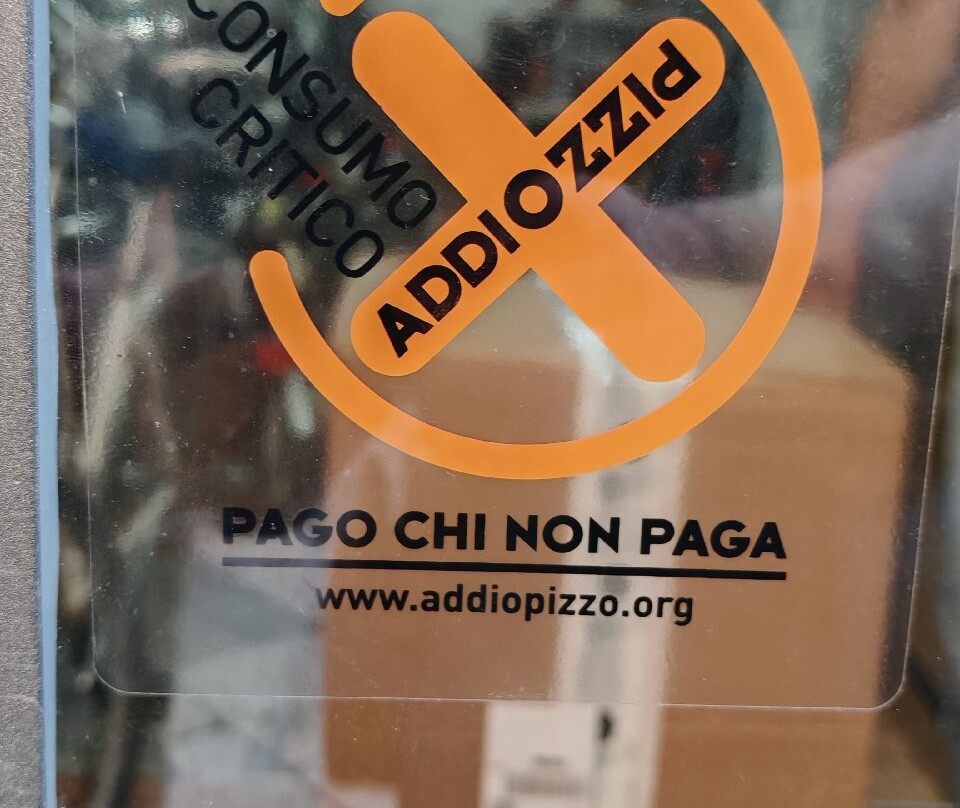 CONSUMO
CRITICO
ADDIOPIZZO
PAGO CHI NON PAGA
www.addiopizzo.org